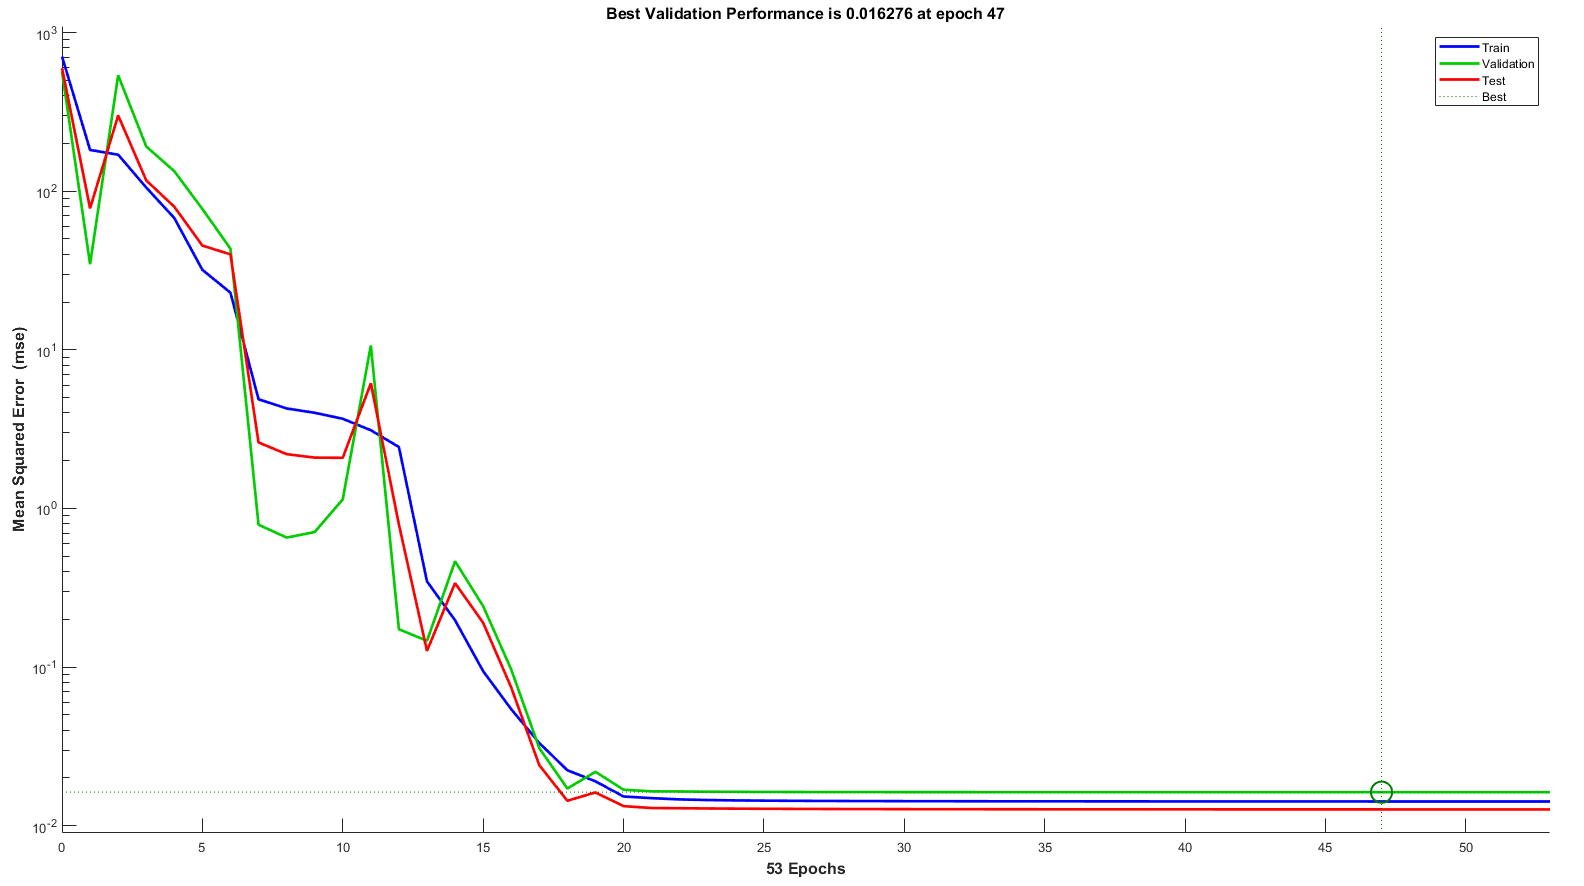 Best Validation Performance is 0.016276 at epoch 47
Train
Validation
Test
Best
Mean Squared Error (mse)
10^3
10^2
10^1
10^0
10^-1
10^-2
0 5 10 15 20 25 30 35 40 45 50
53 Epochs